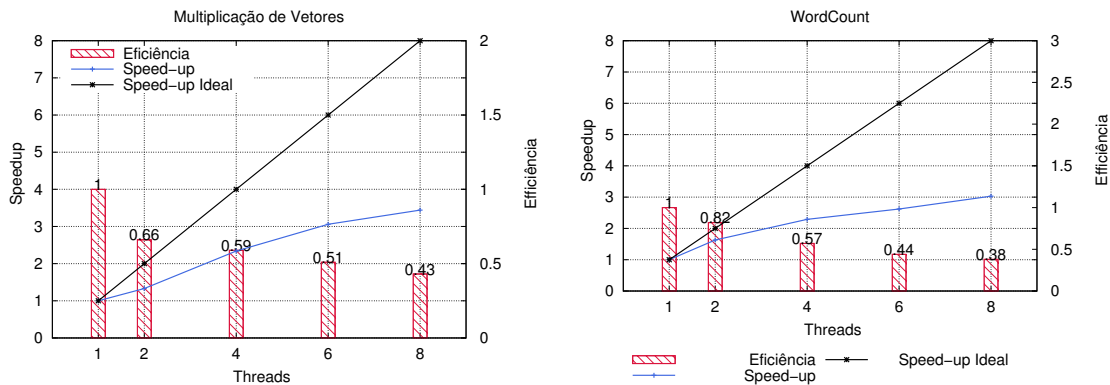 Multiplicação de Vetores
8
7
6
5
4
3
2
1
0
Speedup
2
1.5
1
0.5
0
Efficiência
Eficiência
Speed-up
Speed-up Ideal
1
0.66
0.59
0.51
0.43
1 2 4 6 8
Threads
WordCount
8
7
6
5
4
3
2
1
0
Speedup
3
2.5
2
1.5
1
0.5
0
Efficiência
1
0.82
0.57
0.44
0.38
1 2 4 6 8
Threads
Eficiência Speed-up Ideal
Speed-up